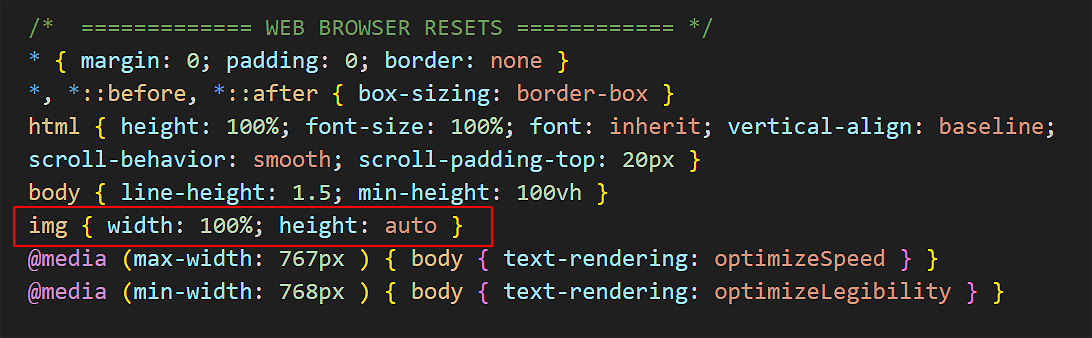 /*  ============= WEB BROWSER RESETS ============ */
* { margin: 0; padding: 0; border: none }
*, *::before, *::after { box-sizing: border-box }
html { height: 100%; font-size: 100%; font: inherit; vertical-align: baseline;
scroll-behavior: smooth; scroll-padding-top: 20px }
body { line-height: 1.5; min-height: 100vh }
img { width: 100%; height: auto }
@media (max-width: 767px ) { body { text-rendering: optimizeSpeed } }
@media (min-width: 768px ) { body { text-rendering: optimizeLegibility } }